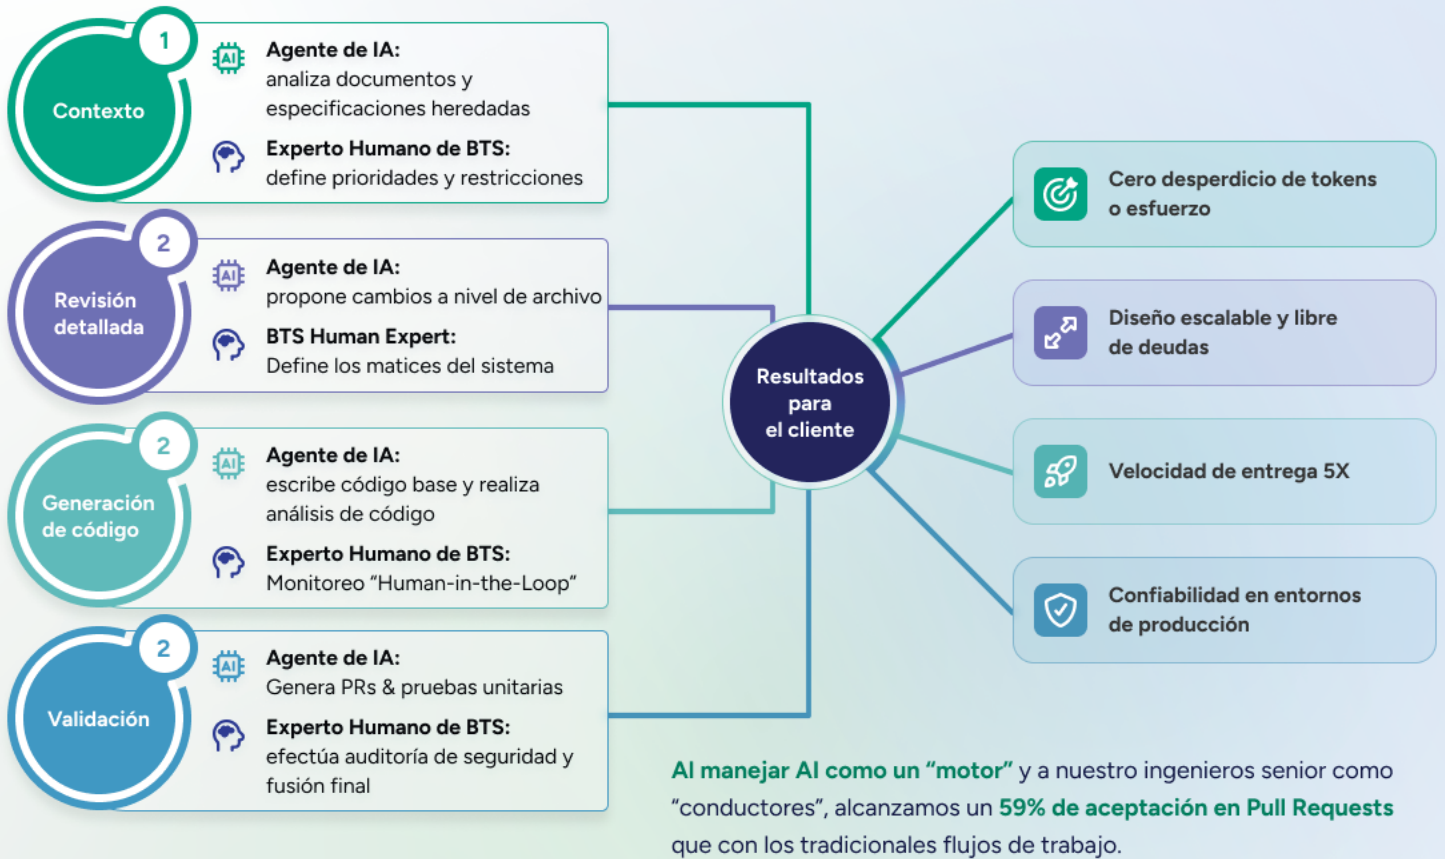 1
Contexto
AI
Agente de IA:
analiza documentos y
especificaciones heredadas
Experto Humano de BTS:
define prioridades y restricciones
2
Revisión
detallada
AI
Agente de IA:
propone cambios a nivel de archivo
BTS Human Expert:
Define los matices del sistema
2
Generación
de código
AI
Agente de IA:
escribe código base y realiza
análisis de código
Experto Humano de BTS:
Monitoreo “Human-in-the-Loop“
2
Validación
AI
Agente de IA:
Genera PRs & pruebas unitarias
Experto Humano de BTS:
efectúa auditoría de seguridad y
fusión final
Resultados
para
el cliente
Cero desperdicio de tokens
o esfuerzo
Diseño escalable y libre
de deudas
Velocidad de entrega 5X
Confiabilidad en entornos
de producción
Al manejar AI como un “motor” y a nuestro ingenieros senior como
“conductores”, alcanzamos un 59% de aceptación en Pull Requests
que con los tradicionales flujos de trabajo.